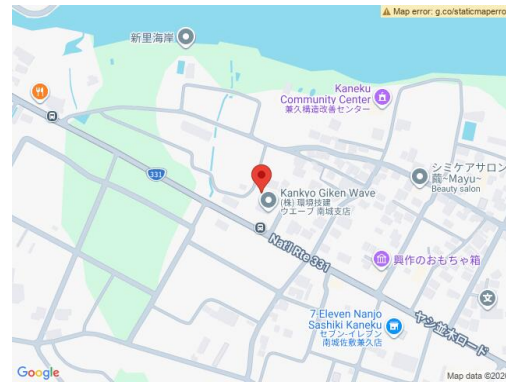 Map error: g.co/staticmaperro
新里海岸
Kaneku
Community Center
兼久構造改善センター
シミケアサロン
蔵~Mayu~
Beauty salon
331
Kankyo Giken Wave
(株) 環境技建
ウエーブ 南城支店
Nat'l Rte 331
興作のおもちゃ箱
7 Eleven Nanjo
Sashiki Kaneku
セブン-イレブン
南城佐敷兼久店
ヤシ並木ロード
文
Google
Map data ©2026